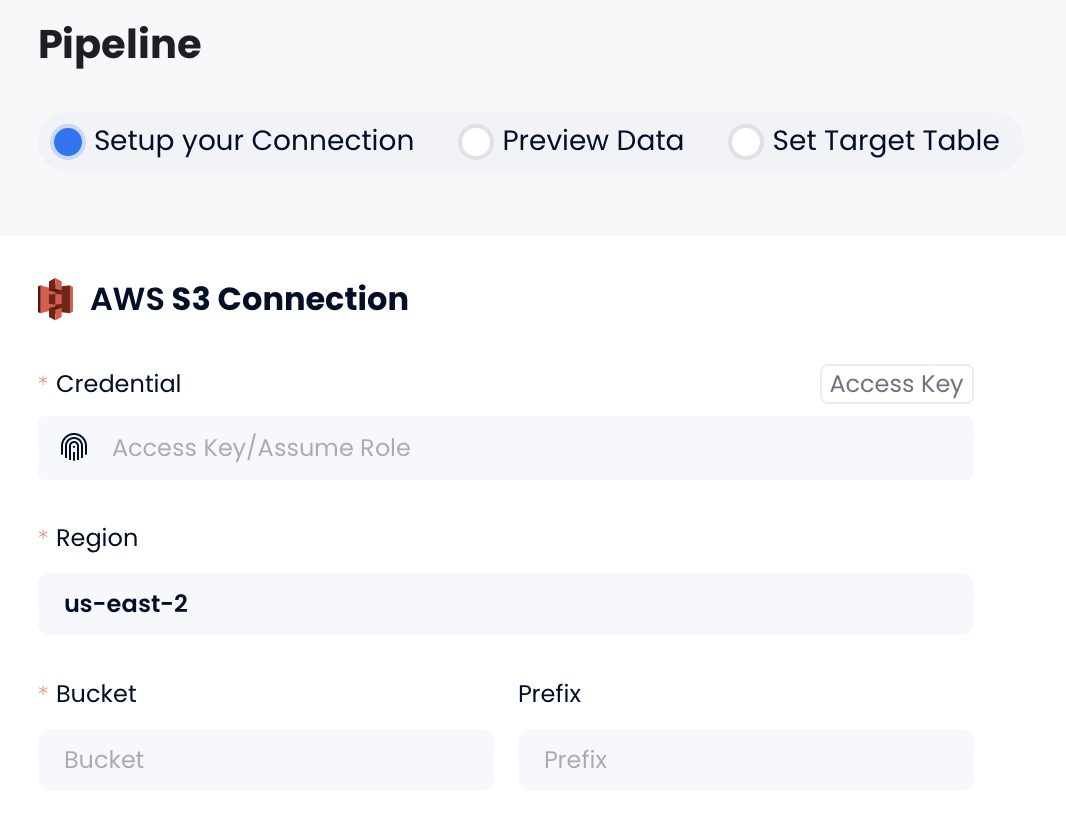 Pipeline
Setup your Connection Preview Data Set Target Table
AWS S3 Connection
* Credential Access Key
Access Key/Assume Role
* Region
us-east-2
* Bucket Prefix
Bucket Prefix